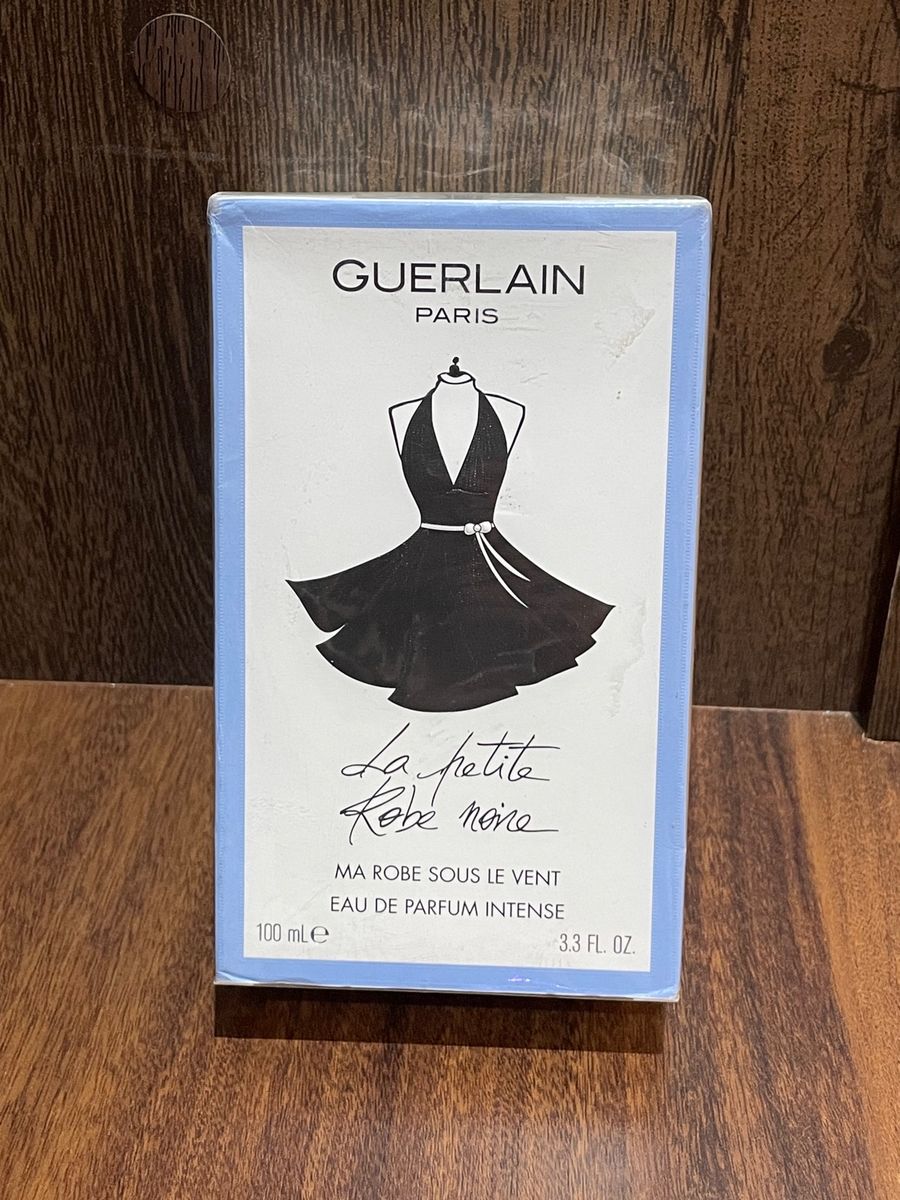 GUERLAIN
PARIS
La petite
Robe noire
MA ROBE SOUS LE VENT
EAU DE PARFUM INTENSE
100 mL ℮
3.3 FL. OZ.